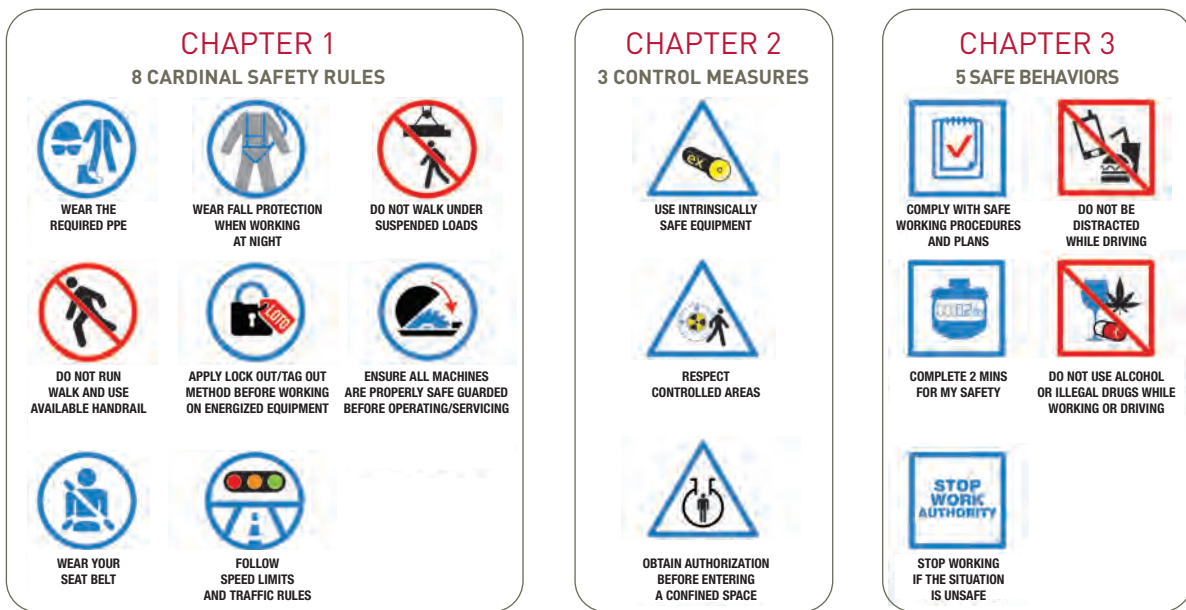 CHAPTER 1
8 CARDINAL SAFETY RULES
WEAR THE
REQUIRED PPE
WEAR FALL PROTECTION
WHEN WORKING
AT NIGHT
DO NOT WALK UNDER
SUSPENDED LOADS
DO NOT RUN
WALK AND USE
AVAILABLE HANDRAIL
LOTO
APPLY LOCK OUT/TAG OUT
METHOD BEFORE WORKING
ON ENERGIZED EQUIPMENT
ENSURE ALL MACHINES
ARE PROPERLY SAFE GUARDED
BEFORE OPERATING/SERVICING
WEAR YOUR
SEAT BELT
FOLLOW
SPEED LIMITS
AND TRAFFIC RULES
CHAPTER 2
3 CONTROL MEASURES
ex
USE INTRINSICALLY
SAFE EQUIPMENT
RESPECT
CONTROLLED AREAS
OBTAIN AUTHORIZATION
BEFORE ENTERING
A CONFINED SPACE
CHAPTER 3
5 SAFE BEHAVIORS
COMPLY WITH SAFE
WORKING PROCEDURES
AND PLANS
DO NOT BE
DISTRACTED
WHILE DRIVING
COMPLETE 2 MINS
FOR MY SAFETY
DO NOT USE ALCOHOL
OR ILLEGAL DRUGS WHILE
WORKING OR DRIVING
STOP
WORK
AUTHORITY
STOP WORKING
IF THE SITUATION
IS UNSAFE